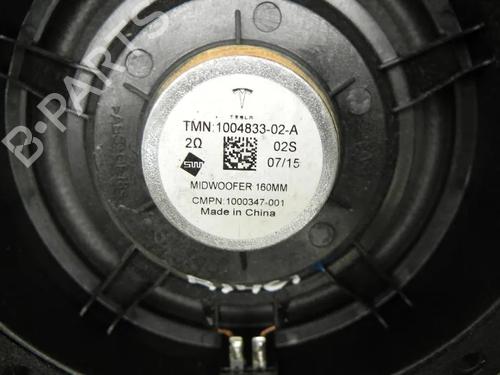 B-PARTS
TESLA
TMN:1004833-02-A
2Ω 02S
07/15
MIDWOOFER 160MM
CMPN:1000347-001
Made in China